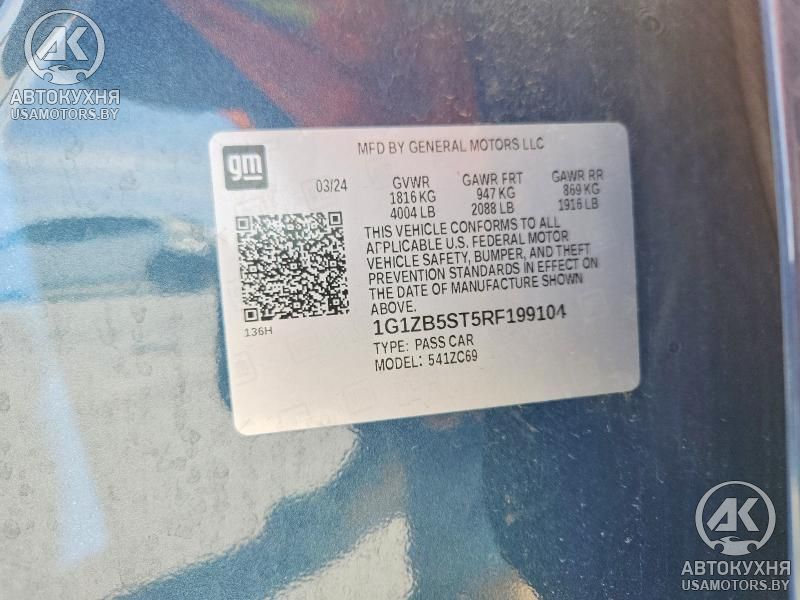 AK
АВТОКУХНЯ
USAMOTORS.BY
gm
MFD BY GENERAL MOTORS LLC
03/24
GVWR
1816 KG
4004 LB
GAWR FRT
947 KG
2088 LB
GAWR RR
869 KG
1916 LB
THIS VEHICLE CONFORMS TO ALL
APPLICABLE U.S. FEDERAL MOTOR
VEHICLE SAFETY, BUMPER, AND THEFT
PREVENTION STANDARDS IN EFFECT ON
THE DATE OF MANUFACTURE SHOWN
ABOVE.
136H
1G1ZB5ST5RF199104
TYPE: PASS CAR
MODEL: 541ZC69
AK
АВТОКУХНЯ
USAMOTORS.BY